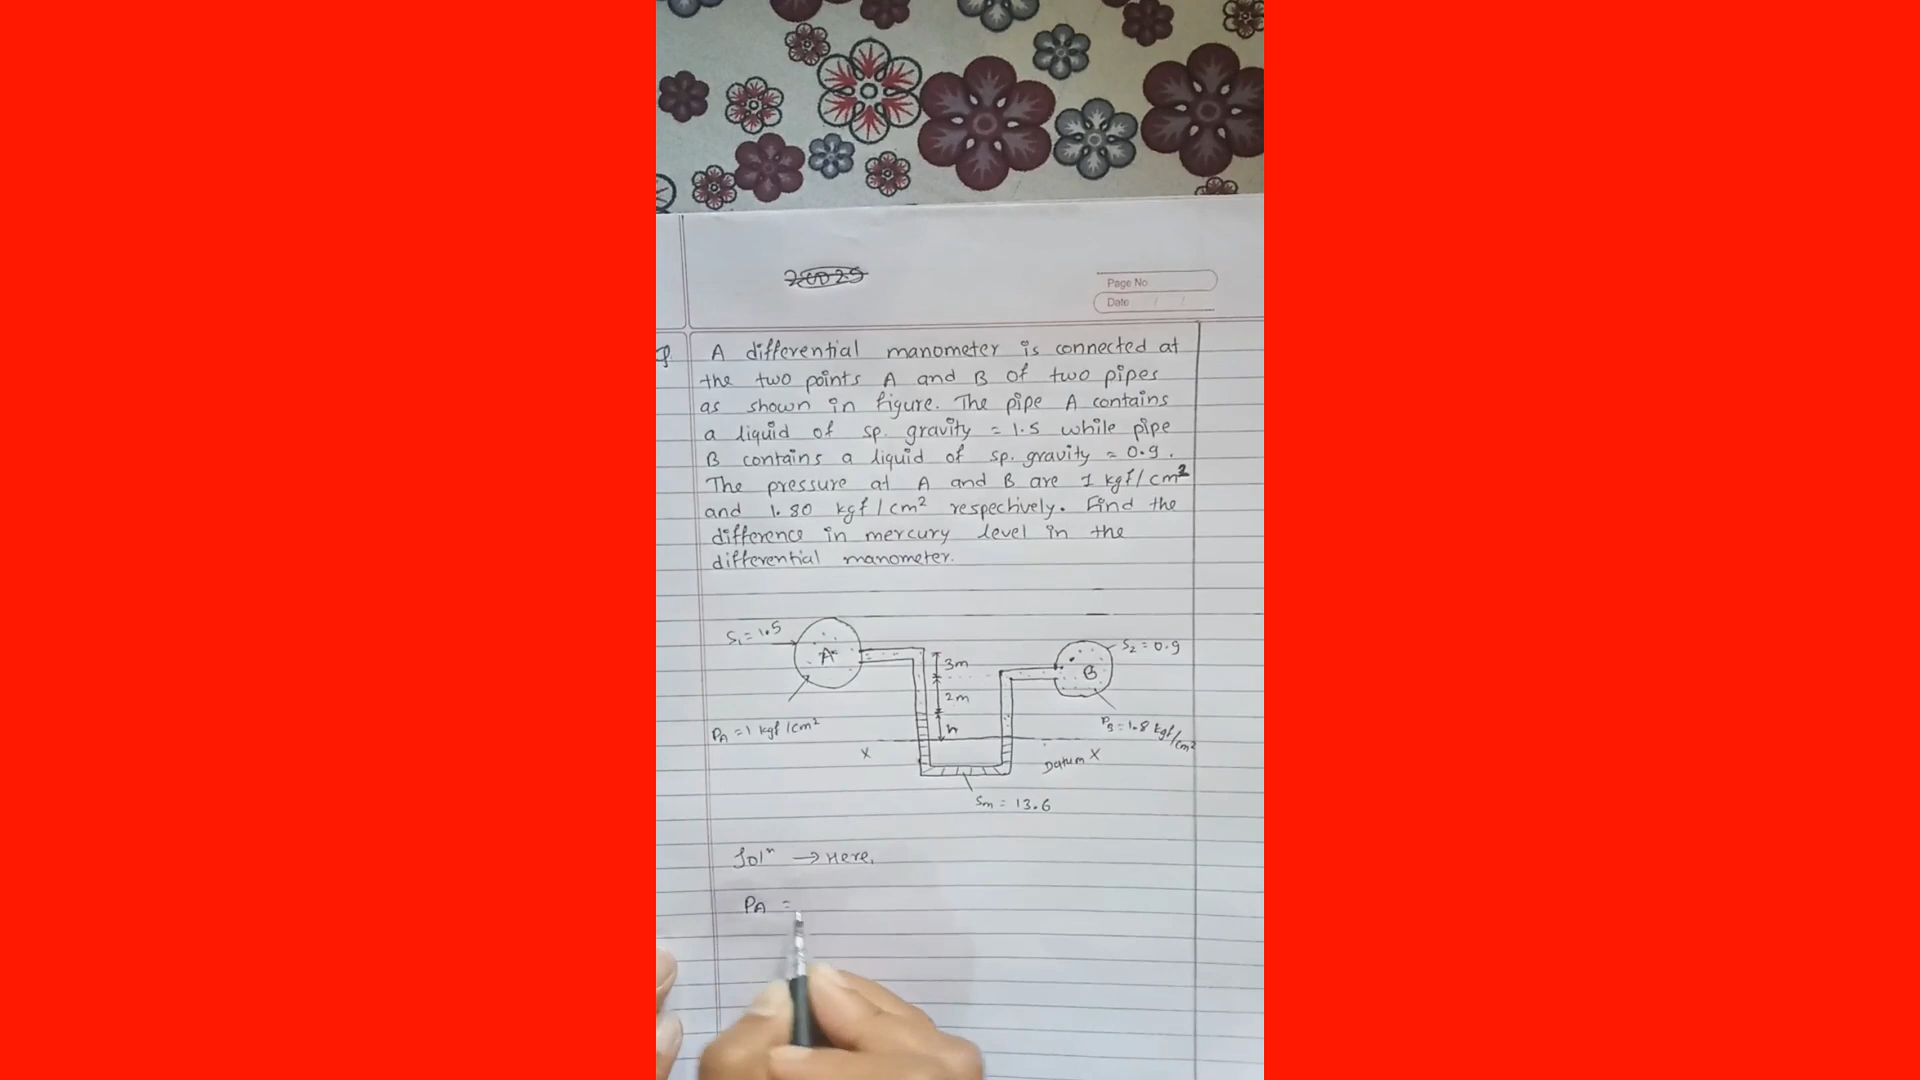 20025
Page No
Date / /
Q. A differential manometer is connected at
the two points A and B of two pipes
as shown in figure. The pipe A contains
a liquid of sp. gravity = 1.5 while pipe
B contains a liquid of sp. gravity = 0.9.
The pressure at A and B are 1 kgf/cm²
and 1.80 kgf/cm² respectively. Find the
difference in mercury level in the
differential manometer.
S₁ = 1.5
A
3m
S₂ = 0.9
B
2m
h
PA = 1 kgf/cm²
PB = 1.8 kgf/cm²
X
Datum X
Sm = 13.6
Solⁿ → Here,
PA =